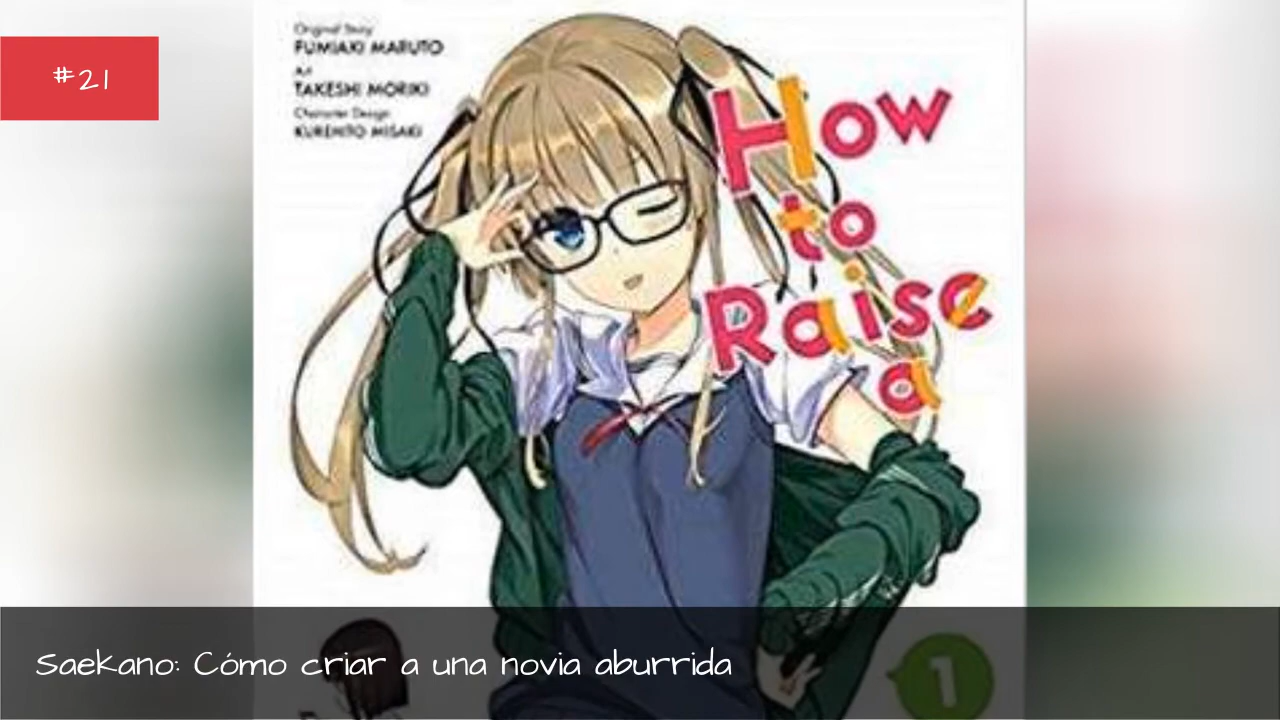 #21
Original Story
FUMIAKI MARUTO
Art
TAKESHI MORIKI
Character Design
KUREHITO MISAKI
How
to
Raise
a
1
Saekano: Cómo criar a una novia aburrida